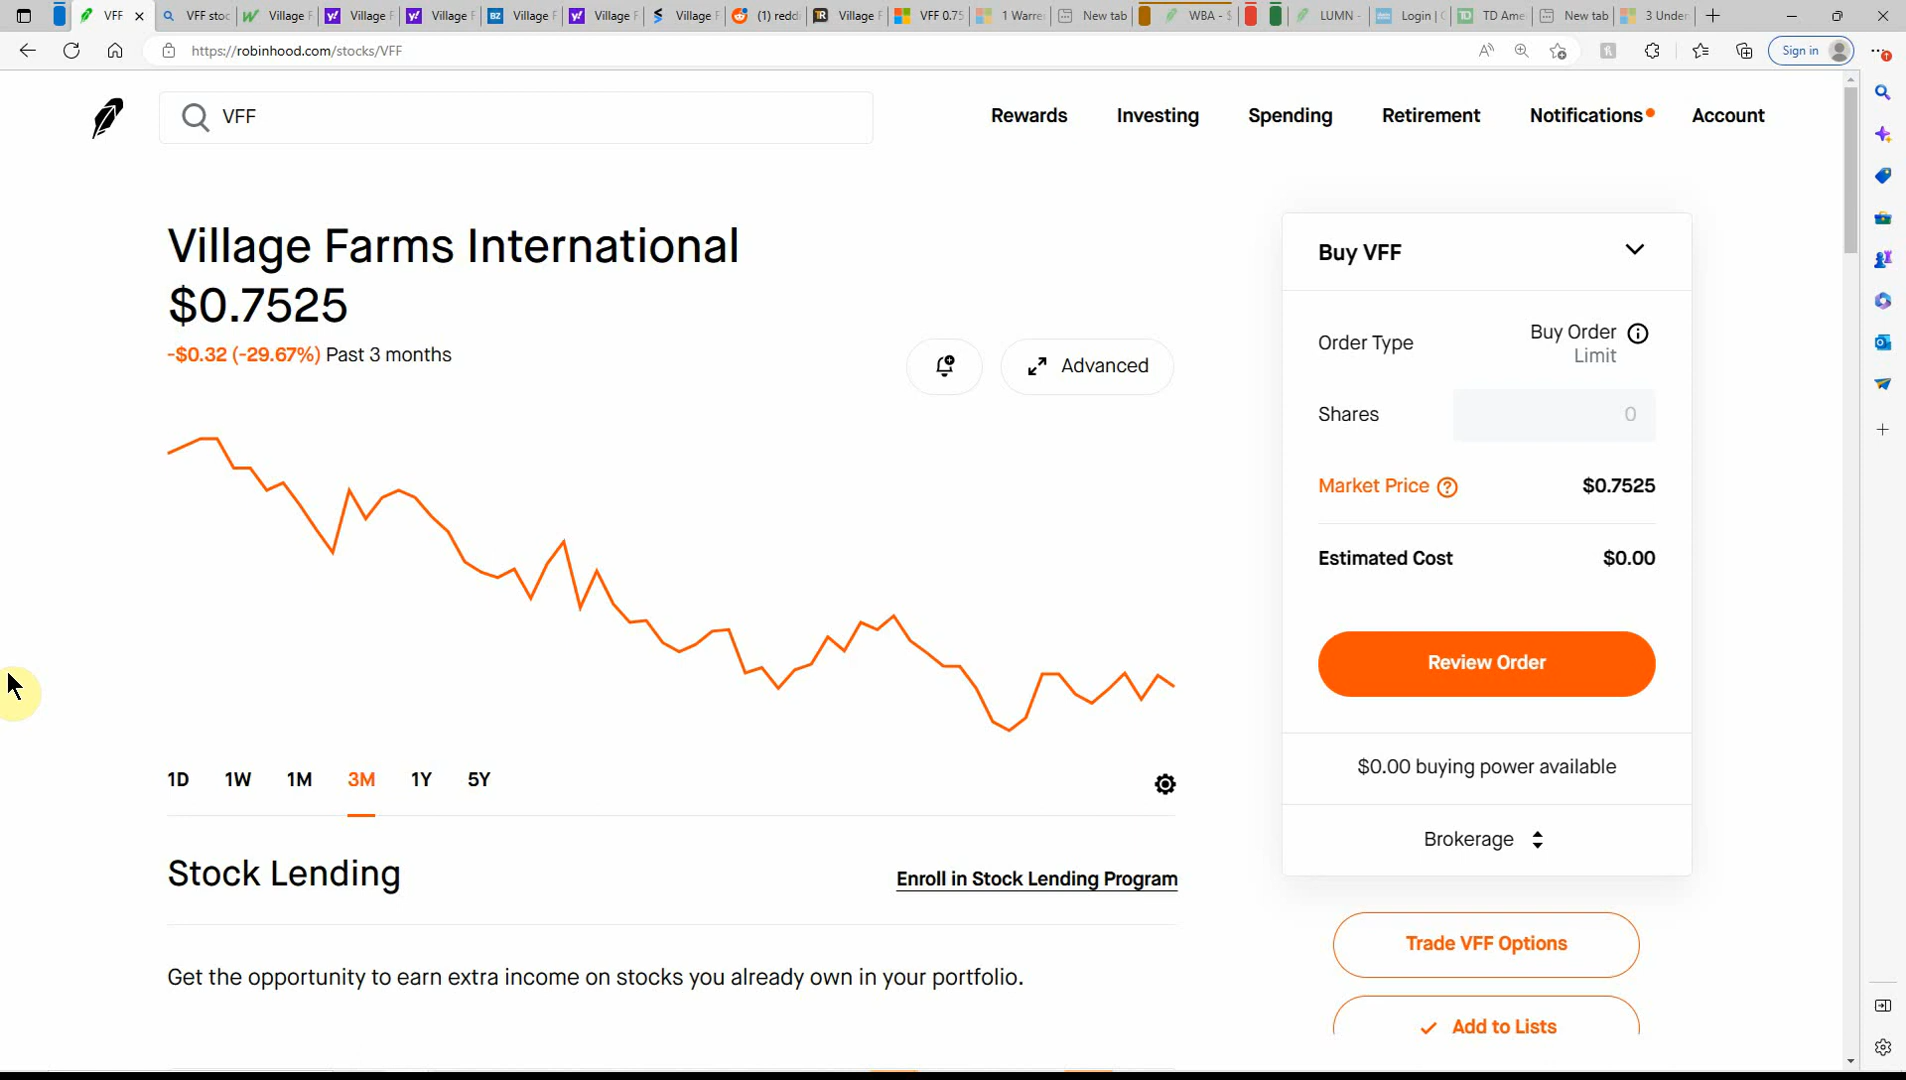 VFF
VFF stoc
Village F
Village F
Village F
Village F
Village F
Village F
(1) reddi
Village F
VFF 0.75
1 Warre
New tab
WBA - $
LUMN -
Login | C
TD Ame
New tab
3 Under
https://robinhood.com/stocks/VFF
Sign in
VFF
Rewards
Investing
Spending
Retirement
Notifications
Account
Village Farms International
$0.7525
-$0.32 (-29.67%) Past 3 months
Advanced
1D
1W
1M
3M
1Y
5Y
Stock Lending
Enroll in Stock Lending Program
Get the opportunity to earn extra income on stocks you already own in your portfolio.
Buy VFF
Order Type
Buy Order
Limit
Shares
0
Market Price
$0.7525
Estimated Cost
$0.00
Review Order
$0.00 buying power available
Brokerage
Trade VFF Options
Add to Lists